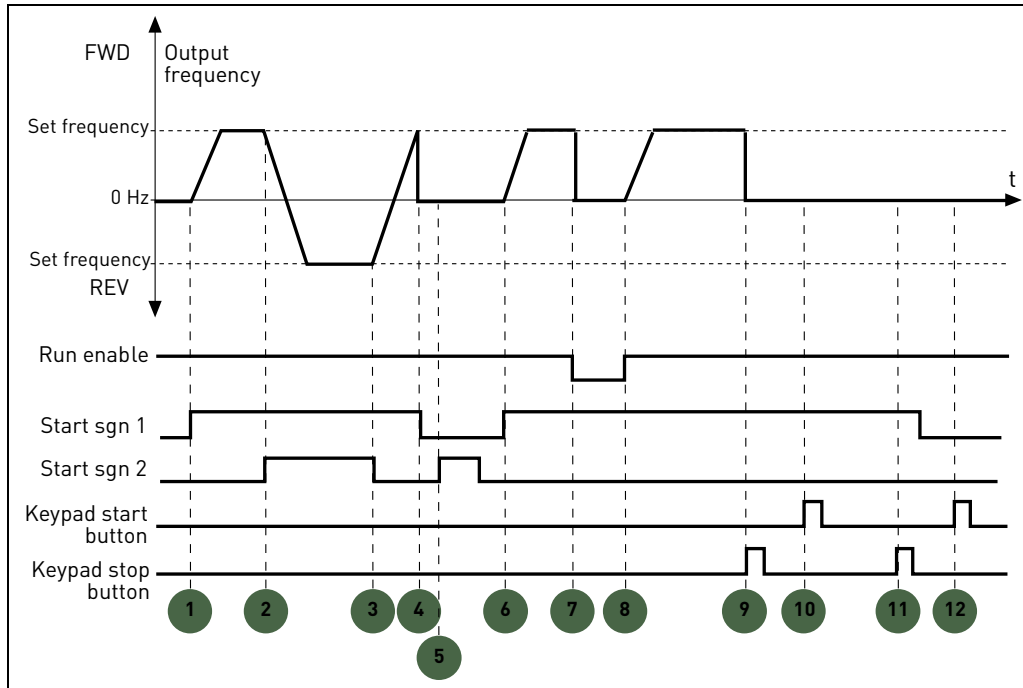 FWD
Output
frequency
Set frequency
0 Hz
t
Set frequency
REV
Run enable
Start sgn 1
Start sgn 2
Keypad start
button
Keypad stop
button
1 2 3 4 6 7 8 9 10 11 12
5